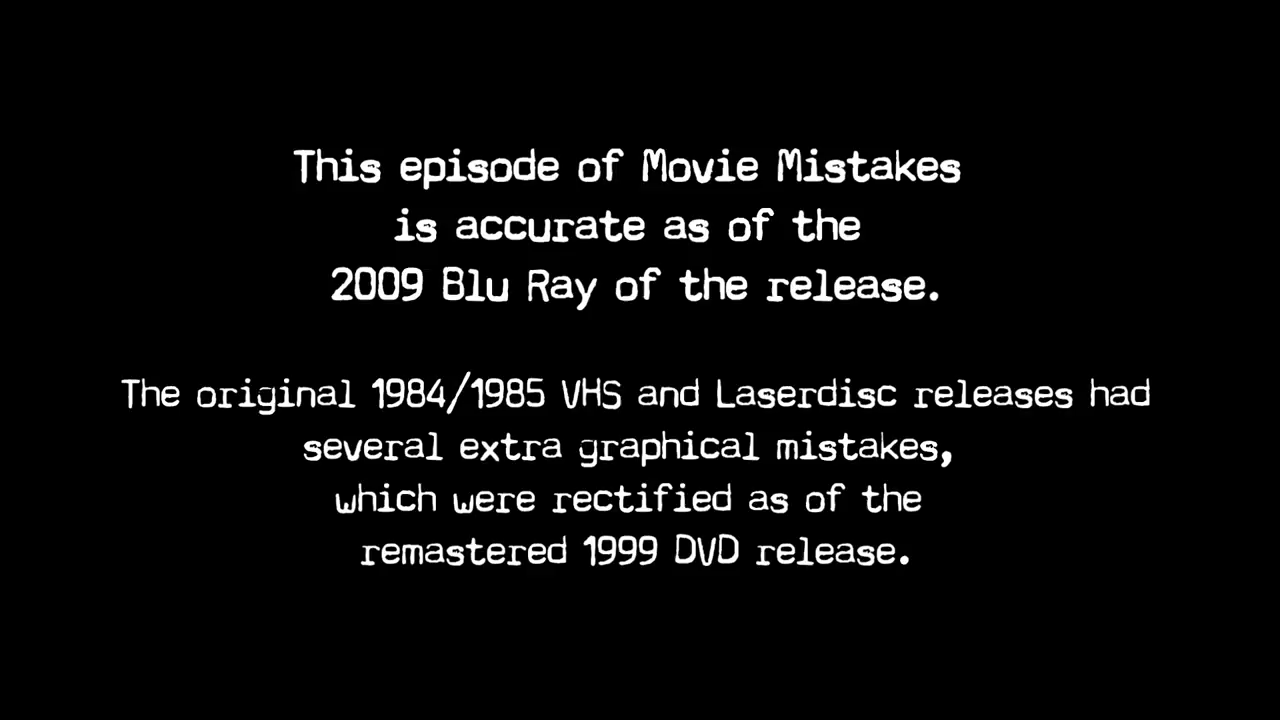 This episode of Movie Mistakes
is accurate as of the
2009 Blu Ray of the release.
The original 1984/1985 VHS and Laserdisc releases had
several extra graphical mistakes,
which were rectified as of the
remastered 1999 DVD release.